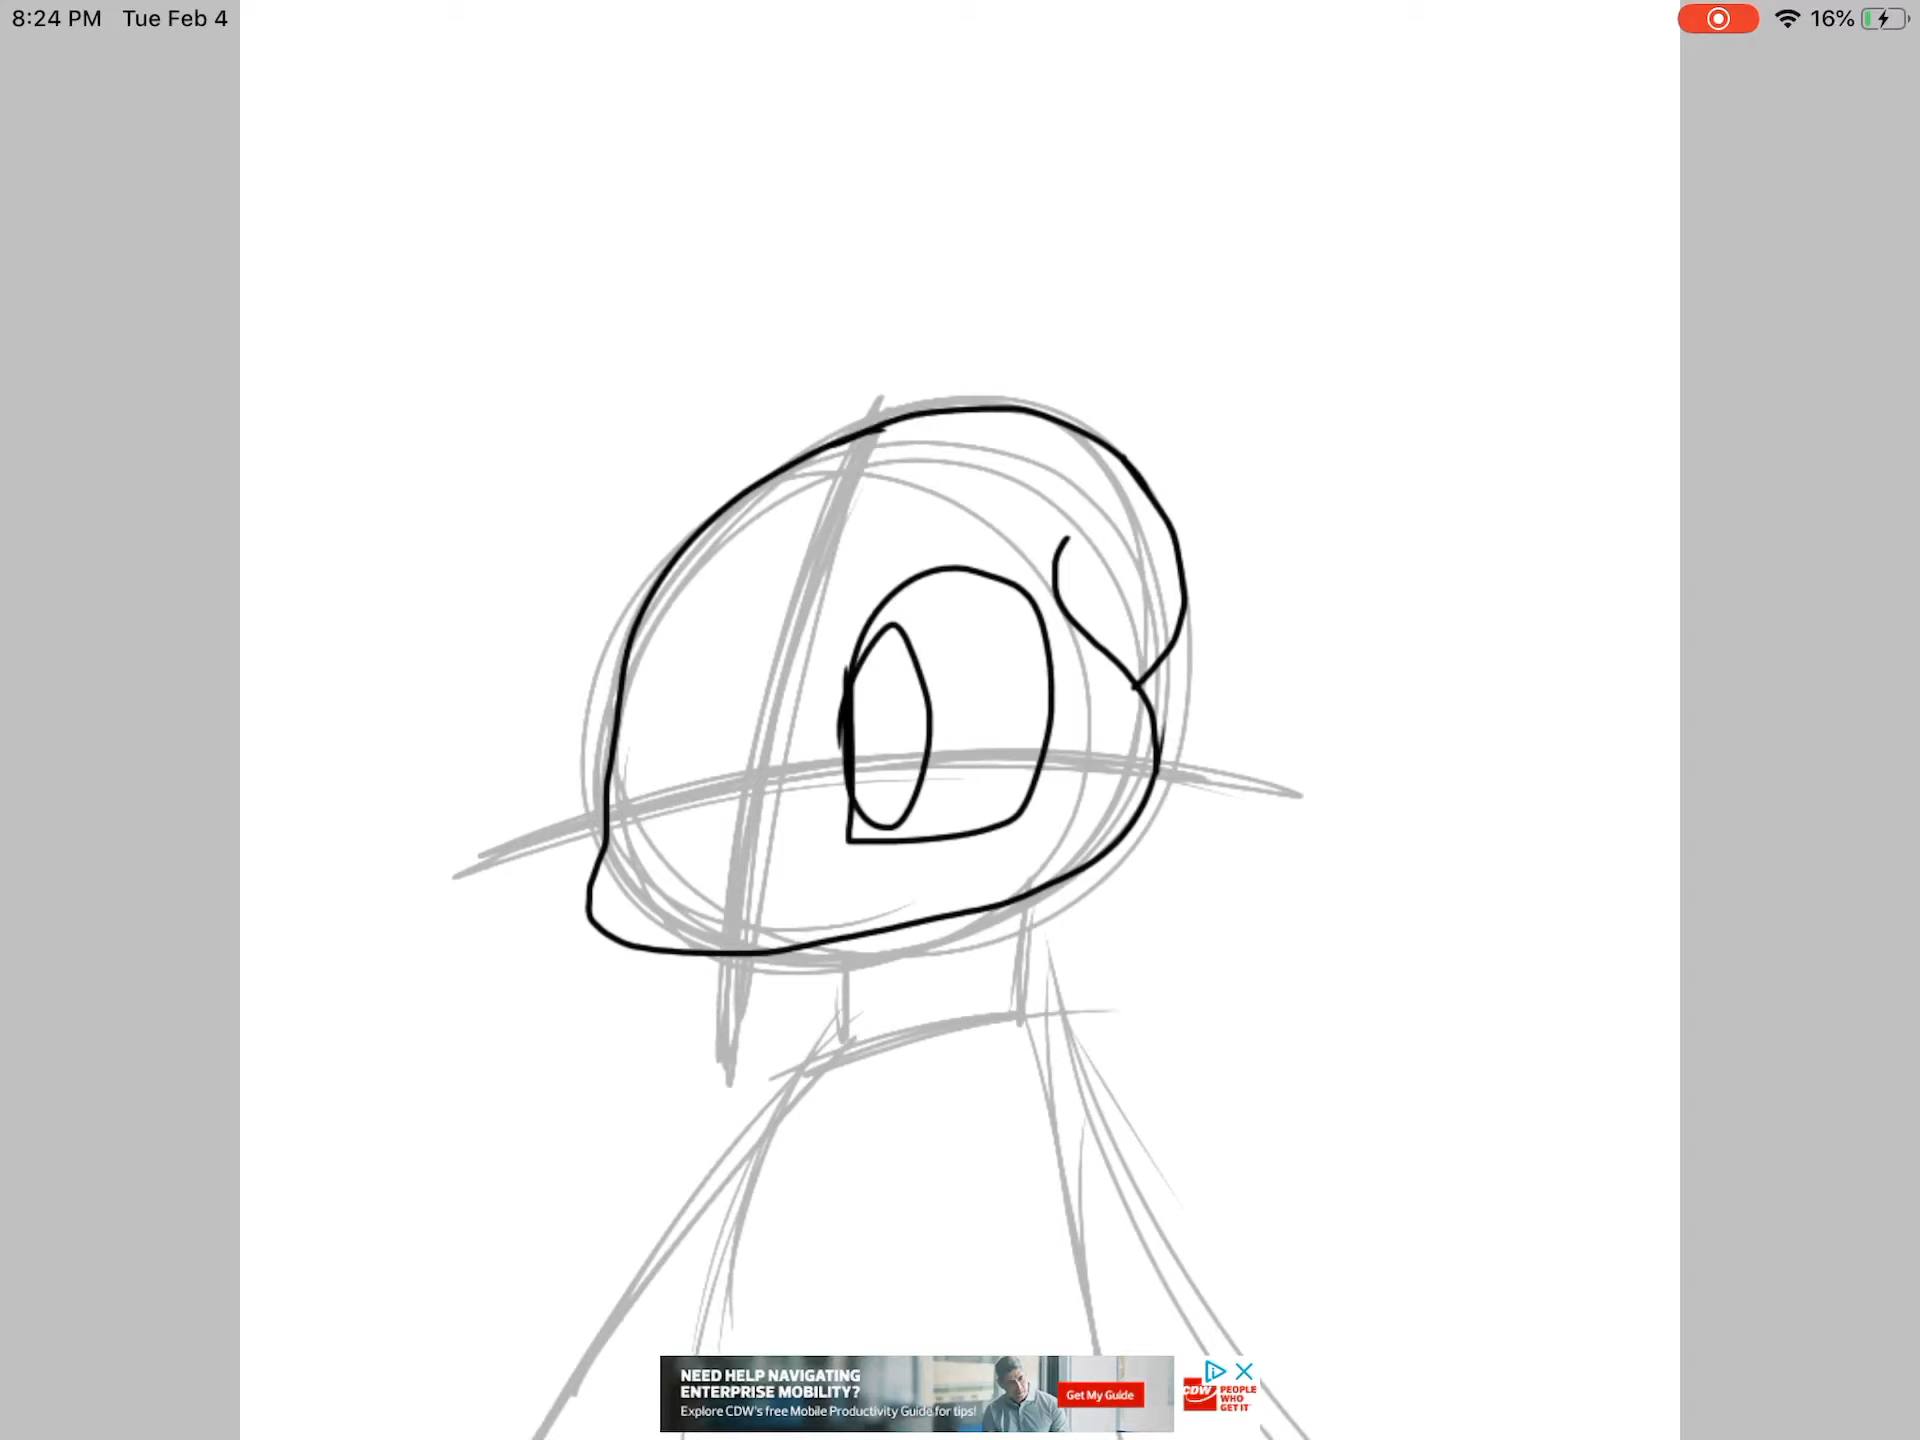 8:24 PM Tue Feb 4
16%
NEED HELP NAVIGATING
ENTERPRISE MOBILITY?
Explore CDW's free Mobile Productivity Guide for tips!
Get My Guide
CDW
PEOPLE
WHO
GET IT